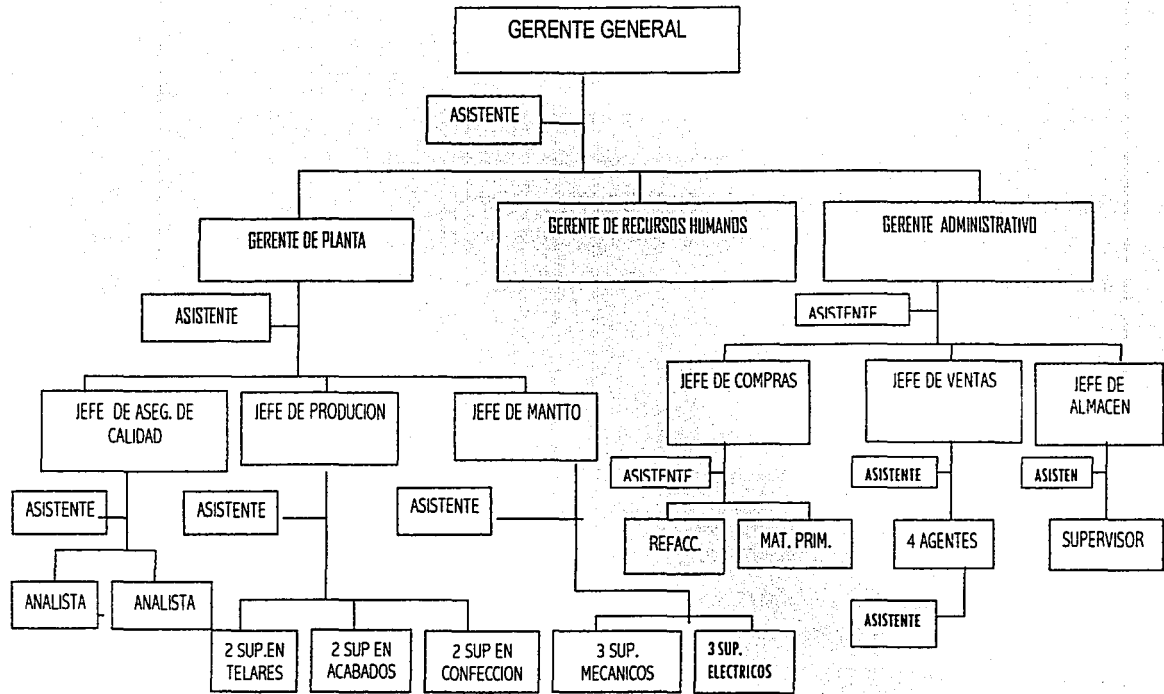 GERENTE GENERAL
ASISTENTE
GERENTE DE PLANTA
GERENTE DE RECURSOS HUMANOS
GERENTE ADMINISTRATIVO
ASISTENTE
ASISTENTE
JEFE DE ASEG. DE
CALIDAD
JEFE DE PRODUCION
JEFE DE MANTTO
JEFE DE COMPRAS
JEFE DE VENTAS
JEFE DE
ALMACEN
ASISTENTE
ASISTENTE
ASISTENTE
ASISTENTE
ASISTENTE
ASISTEN
ANALISTA
ANALISTA
REFACC.
MAT. PRIM.
4 AGENTES
SUPERVISOR
ASISTENTE
2 SUP.EN
TELARES
2 SUP EN
ACABADOS
2 SUP EN
CONFECCION
3 SUP.
MECANICOS
3 SUP.
ELECTRICOS